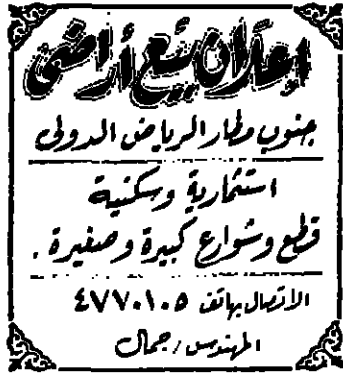 إعلان بيع أراضي
جنوب مطار الرياض الدولي
استثمارية وسكنية
قطع وشوارع كبيرة وصغيرة .
الاتصال بهاتف ٤٧٧٠١٠٥
المهندس / جمال